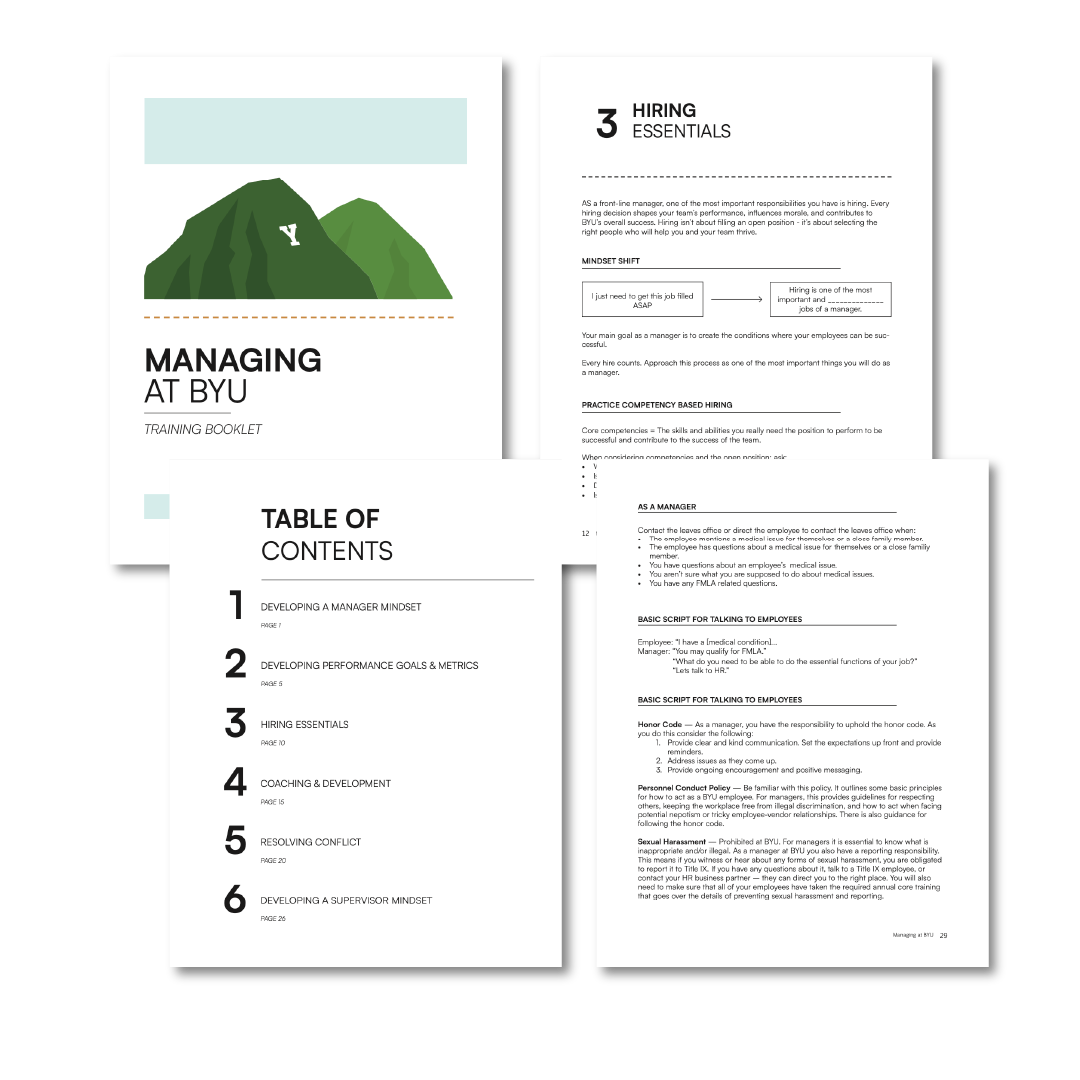 Y
MANAGING
AT BYU
TRAINING BOOKLET
3
HIRING
ESSENTIALS
AS a front-line manager, one of the most important responsibilities you have is hiring. Every
hiring decision shapes your team's performance, influences morale, and contributes to
BYU's overall success. Hiring isn't about filling an open position - it's about selecting the
right people who will help you and your team thrive.
MINDSET SHIFT
I just need to get this job filled
ASAP
Hiring is one of the most
important and _____________
jobs of a manager.
Your main goal as a manager is to create the conditions where your employees can be suc-
cessful.
Every hire counts. Approach this process as one of the most important things you will do as
a manager.
PRACTICE COMPETENCY BASED HIRING
Core competencies = The skills and abilities you really need the position to perform to be
successful and contribute to the success of the team.
When considering competencies and the open position: ask:
12
TABLE OF
CONTENTS
1 DEVELOPING A MANAGER MINDSET
PAGE 1
2 DEVELOPING PERFORMANCE GOALS & METRICS
PAGE 5
3 HIRING ESSENTIALS
PAGE 10
4 COACHING & DEVELOPMENT
PAGE 15
5 RESOLVING CONFLICT
PAGE 20
6 DEVELOPING A SUPERVISOR MINDSET
PAGE 26
AS A MANAGER
Contact the leaves office or direct the employee to contact the leaves office when:
• The employee mentions a medical issue for themselves or a close family member.
• The employee has questions about a medical issue for themselves or a close famliy
member.
• You have questions about an employee's medical issue.
• You aren't sure what you are supposed to do about medical issues.
• You have any FMLA related questions.
BASIC SCRIPT FOR TALKING TO EMPLOYEES
Employee: "I have a [medical condition]...
Manager: "You may qualify for FMLA."
"What do you need to be able to do the essential functions of your job?"
"Lets talk to HR."
BASIC SCRIPT FOR TALKING TO EMPLOYEES
Honor Code — As a manager, you have the responsibility to uphold the honor code. As
you do this consider the following:
1. Provide clear and kind communication. Set the expectations up front and provide
reminders.
2. Address issues as they come up.
3. Provide ongoing encouragement and positive messaging.
Personnel Conduct Policy — Be familiar with this policy. It outlines some basic principles
for how to act as a BYU employee. For managers, this provides guidelines for respecting
others, keeping the workplace free from illegal discrimination, and how to act when facing
potential nepotism or tricky employee-vendor relationships. There is also guidance for
following the honor code.
Sexual Harassment — Prohibited at BYU. For managers it is essential to know what is
inappropriate and/or illegal. As a manager at BYU you also have a reporting responsibility.
This means if you witness or hear about any forms of sexual harassment, you are obligated
to report it to Title IX. If you have any questions about it, talk to a Title IX employee, or
contact your HR business partner — they can direct you to the right place. You will also
need to make sure that all of your employees have taken the required annual core training
that goes over the details of preventing sexual harassment and reporting.
Managing at BYU 29